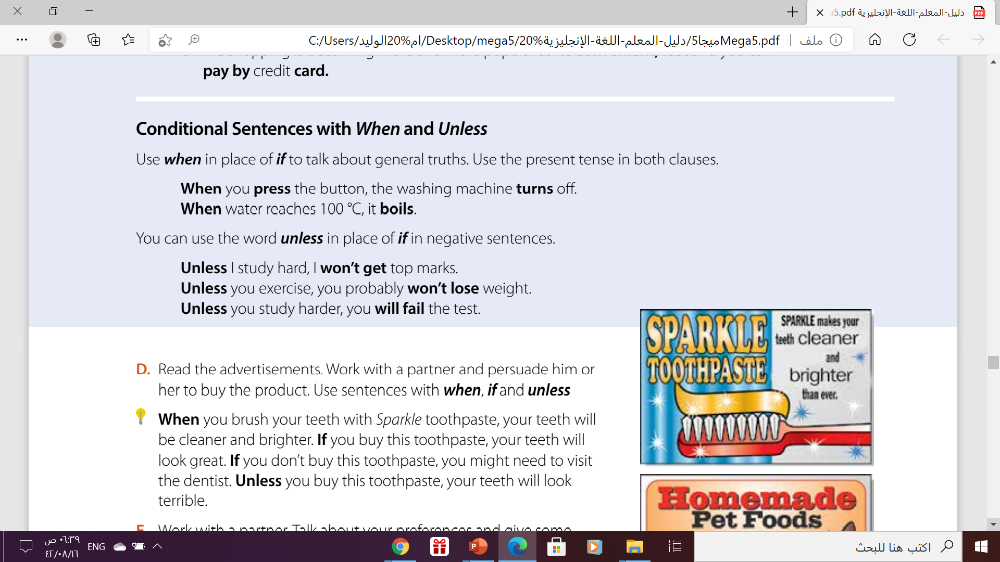 دليل-المعلم-اللغة-الإنجليزية a5.pdf
C:/Users/ام%20الوليد/Desktop/mega5/دليل-المعلم-اللغة-الإنجليزية%20ميجا5Mega5.pdf
ملف
pay by credit card.
Conditional Sentences with When and Unless
Use when in place of if to talk about general truths. Use the present tense in both clauses.
When you press the button, the washing machine turns off.
When water reaches 100 °C, it boils.
You can use the word unless in place of if in negative sentences.
Unless I study hard, I won't get top marks.
Unless you exercise, you probably won't lose weight.
Unless you study harder, you will fail the test.
D. Read the advertisements. Work with a partner and persuade him or
her to buy the product. Use sentences with when, if and unless
When you brush your teeth with Sparkle toothpaste, your teeth will
be cleaner and brighter. If you buy this toothpaste, your teeth will
look great. If you don't buy this toothpaste, you might need to visit
the dentist. Unless you buy this toothpaste, your teeth will look
terrible.
E. Work with a partner. Talk about your preferences and give some
SPARKLE
TOOTHPASTE
SPARKLE makes your
teeth cleaner
and
brighter
than ever.
Homemade
Pet Foods
٠٦:٣٩ ص
٤٢/٠٨/١٦
ENG
اكتب هنا للبحث